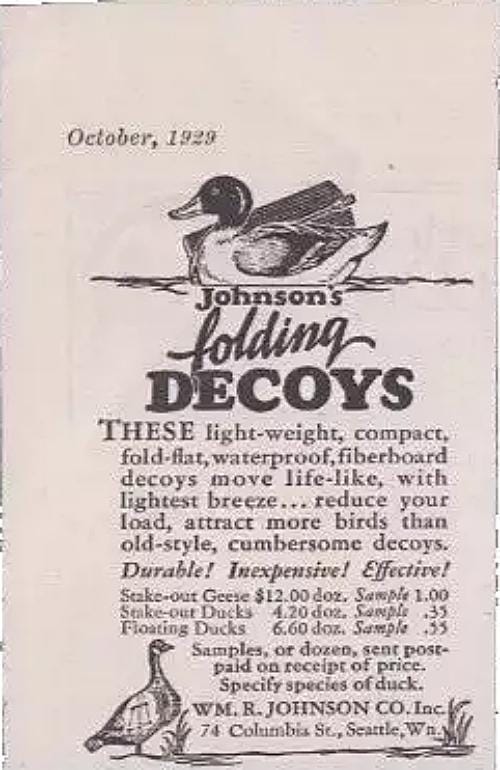 October, 1929
Johnson's
folding
DECOYS
THESE light-weight, compact,
fold-flat, waterproof, fiberboard
decoys move life-like, with
lightest breeze... reduce your
load, attract more birds than
old-style, cumbersome decoys.
Durable! Inexpensive! Effective!
Stake-out Geese $12.00 doz. Sample 1.00
Stake-out Ducks 4.20 doz. Sample .35
Floating Ducks 6.60 doz. Sample .55
Samples, or dozen, sent post-
paid on receipt of price.
Specify species of duck.
WM. R. JOHNSON CO. Inc.
74 Columbia St., Seattle, Wn.